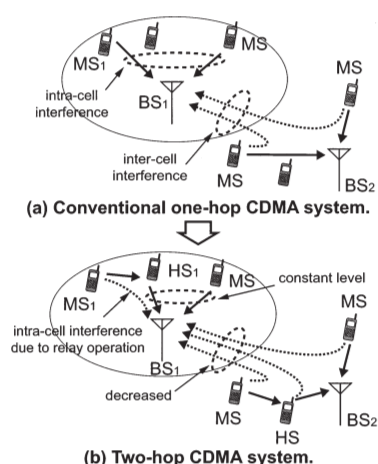 MS₁
MS
MS
intra-cell
interference
BS₁
inter-cell
interference
MS
BS₂
(a) Conventional one-hop CDMA system.
HS₁
MS
constant level
MS₁
MS
intra-cell interference
due to relay operation
BS₁
decreased
MS
HS
BS₂
(b) Two-hop CDMA system.